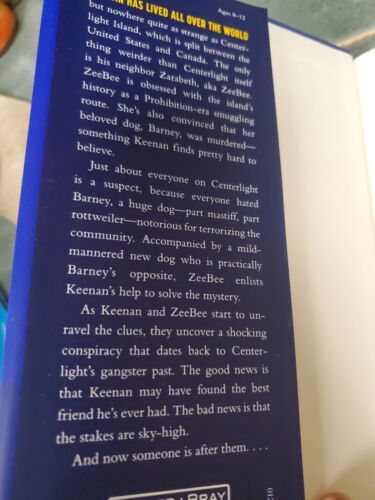 Ages 8–12
HAS LIVED ALL OVER THE WORLD
but nowhere quite as strange as Center-
light Island, which is split between the
United States and Canada. The only
thing weirder than Centerlight itself
is his neighbor Zarabeth, aka ZeeBee.
ZeeBee is obsessed with the island's
history as a Prohibition-era smuggling
route. She's also convinced that her
beloved dog, Barney, was murdered—
something Keenan finds pretty hard to
believe.
Just about everyone on Centerlight
is a suspect, because everyone hated
Barney, a huge dog—part mastiff, part
rottweiler—notorious for terrorizing the
community. Accompanied by a mild-
mannered new dog who is practically
Barney's opposite, ZeeBee enlists
Keenan's help to solve the mystery.
As Keenan and ZeeBee start to un-
ravel the clues, they uncover a shocking
conspiracy that dates back to Center-
light's gangster past. The good news is
that Keenan may have found the best
friend he's ever had. The bad news is that
the stakes are sky-high.
And now someone is after them. . . .
BRAY